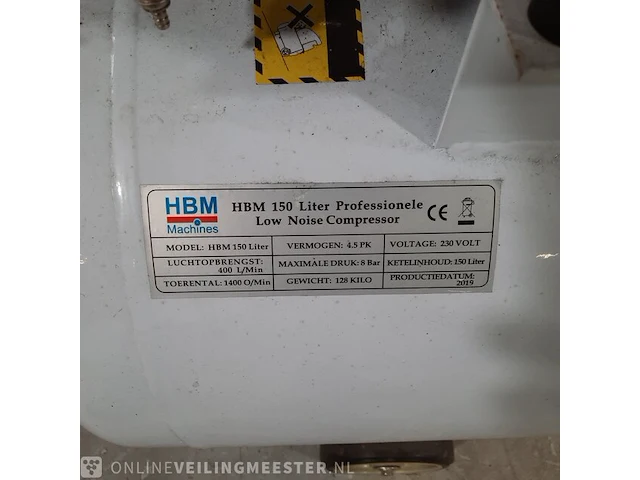 HBM
Machines
HBM 150 Liter Professionele
Low Noise Compressor
CE
MODEL: HBM 150 Liter
VERMOGEN: 4.5 PK
VOLTAGE: 230 VOLT
LUCHTOPBRENGST:
400 L/Min
MAXIMALE DRUK: 8 Bar
KETELINHOUD: 150 Liter
TOERENTAL: 1400 O/Min
GEWICHT: 128 KILO
PRODUCTIEDATUM:
2019
ONLINEVEILINGMEESTER.NL